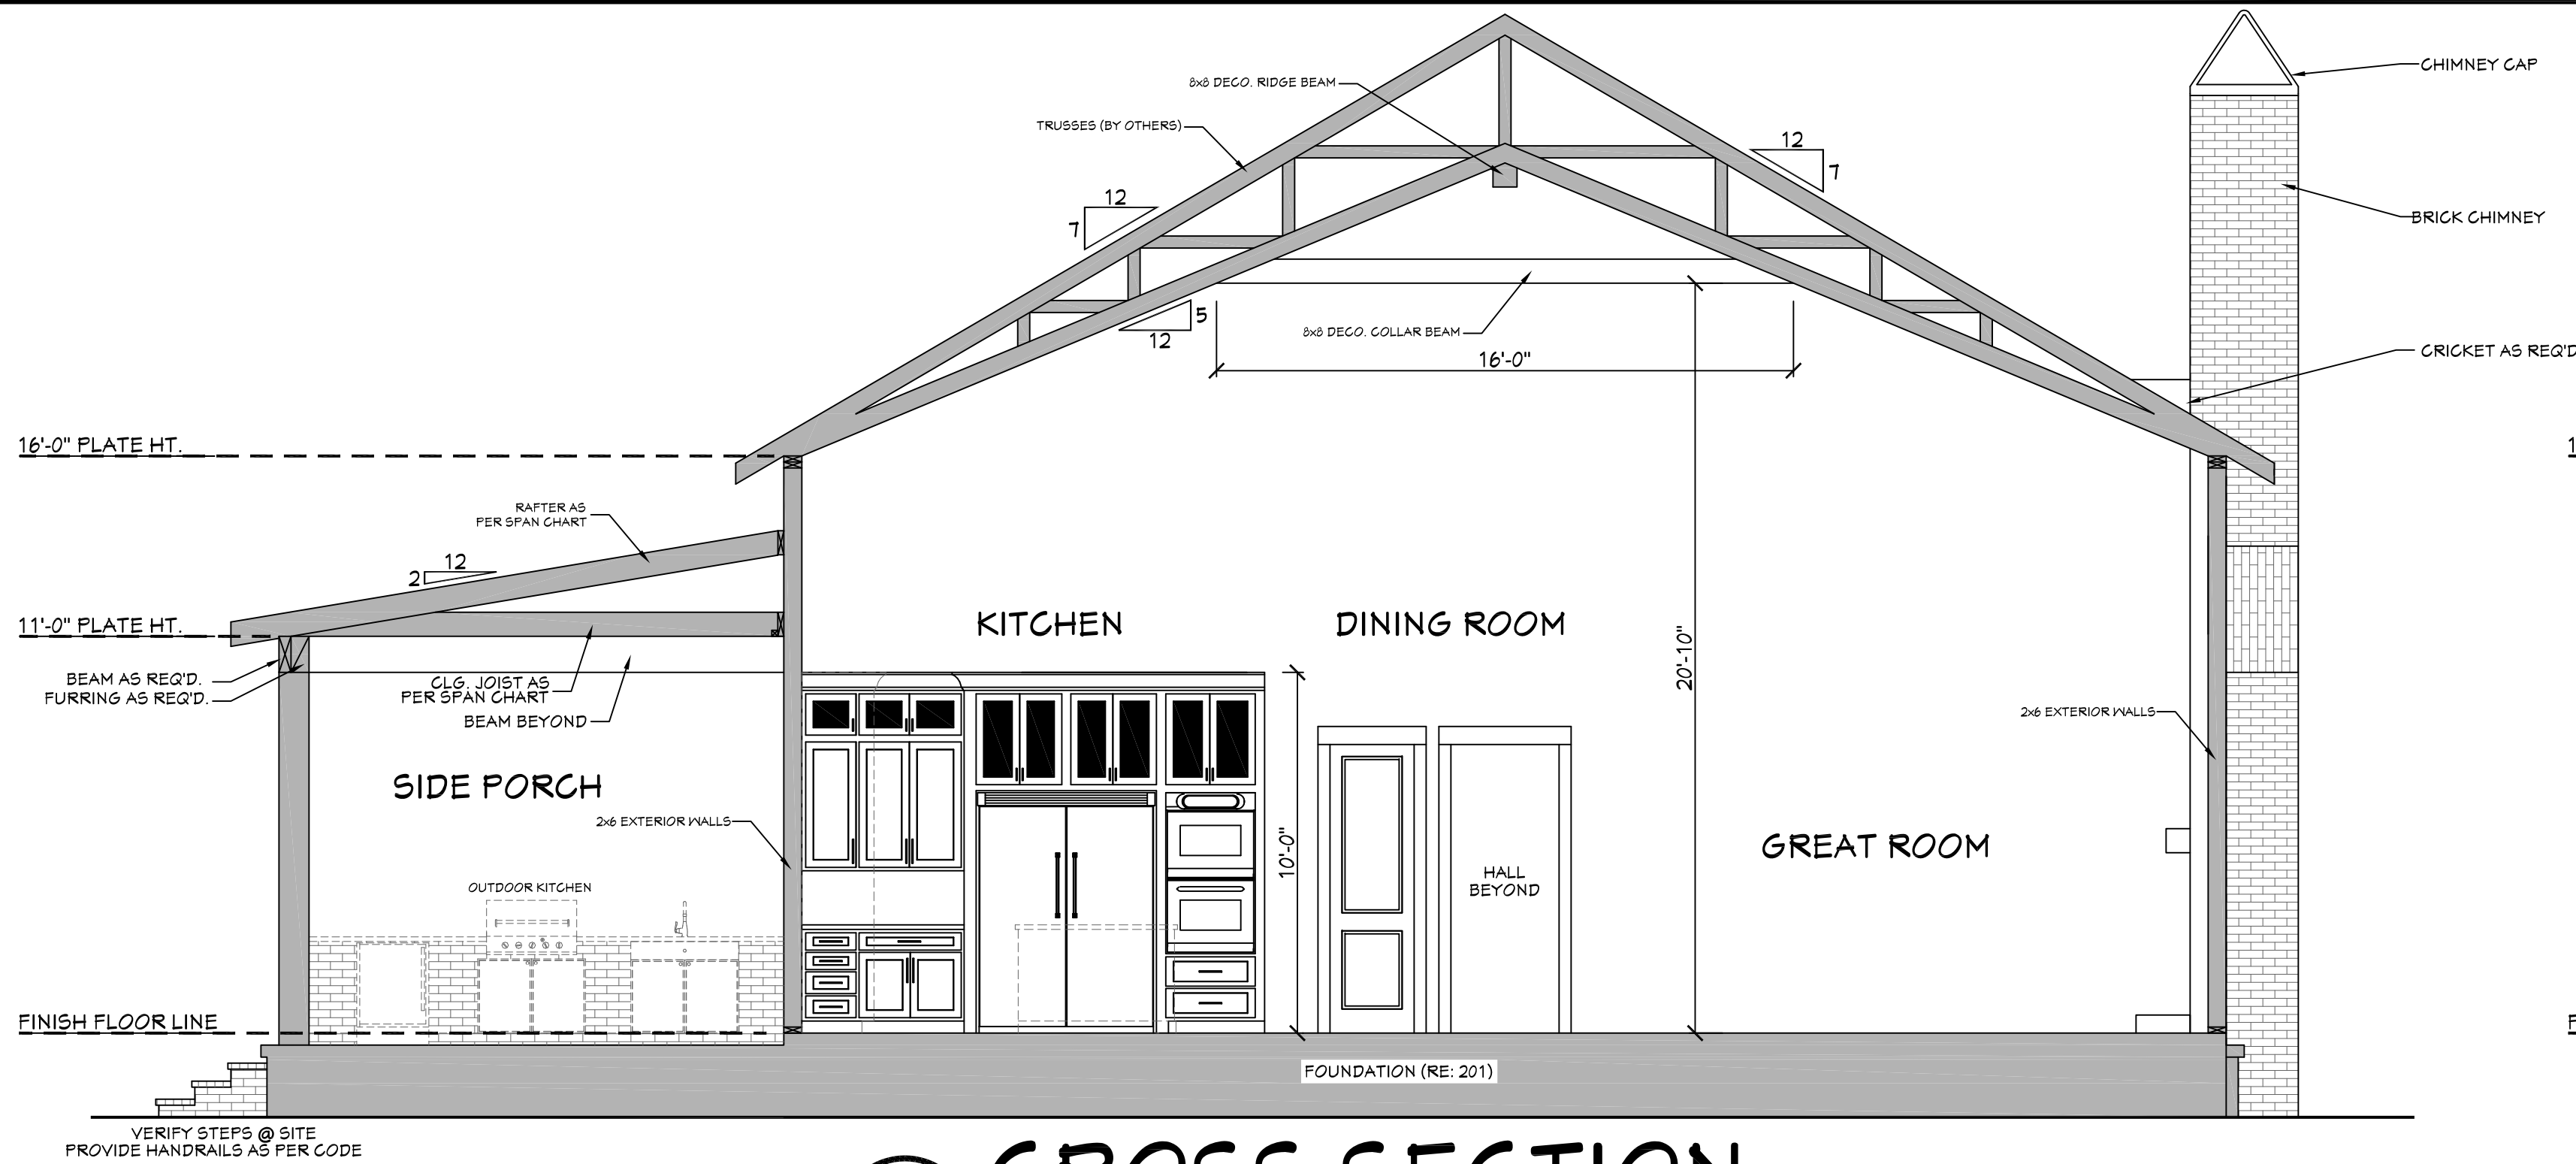 CHIMNEY CAP
8x8 DECO. RIDGE BEAM
TRUSSES (BY OTHERS)
12
7
12
7
BRICK CHIMNEY
5
12
8x8 DECO. COLLAR BEAM
16'-0"
CRICKET AS REQ'D
16'-0" PLATE HT.
1
RAFTER AS
PER SPAN CHART
12
2
11'-0" PLATE HT.
KITCHEN
DINING ROOM
20'-10"
BEAM AS REQ'D.
FURRING AS REQ'D.
CLG. JOIST AS
PER SPAN CHART
BEAM BEYOND
2x6 EXTERIOR WALLS
SIDE PORCH
2x6 EXTERIOR WALLS
10'-0"
GREAT ROOM
HALL
BEYOND
OUTDOOR KITCHEN
FINISH FLOOR LINE
F
FOUNDATION (RE: 201)
VERIFY STEPS @ SITE
PROVIDE HANDRAILS AS PER CODE
CROSS SECTION